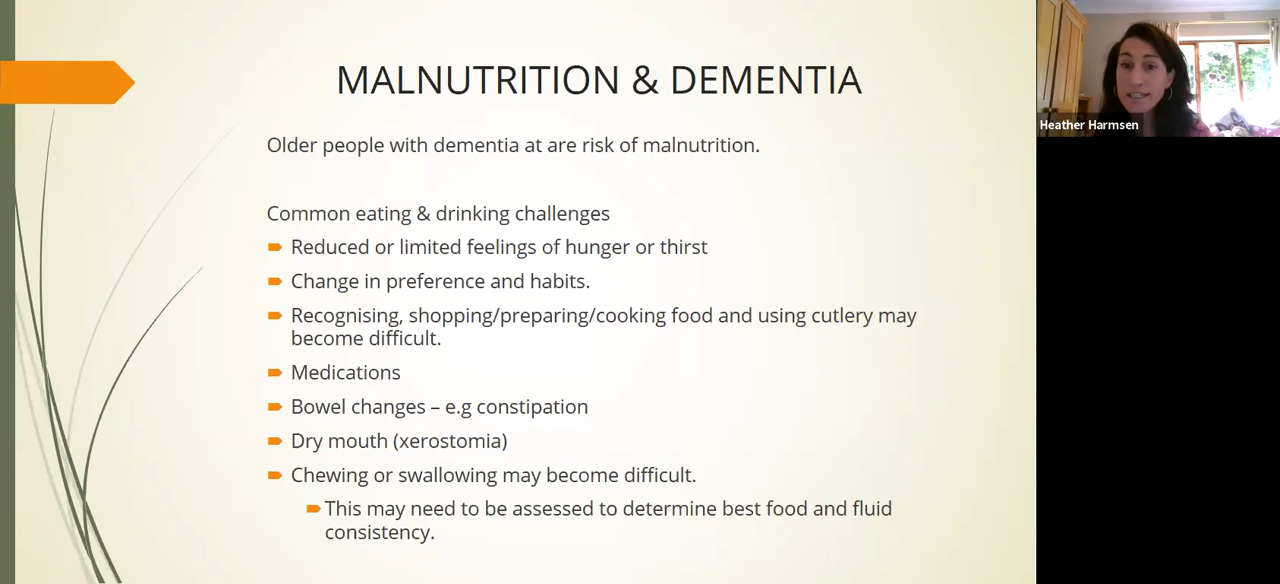 MALNUTRITION & DEMENTIA
Older people with dementia at are risk of malnutrition.
Common eating & drinking challenges
Reduced or limited feelings of hunger or thirst
Change in preference and habits.
Recognising, shopping/preparing/cooking food and using cutlery may
become difficult.
Medications
Bowel changes – e.g constipation
Dry mouth (xerostomia)
Chewing or swallowing may become difficult.
This may need to be assessed to determine best food and fluid
consistency.
Heather Harmsen